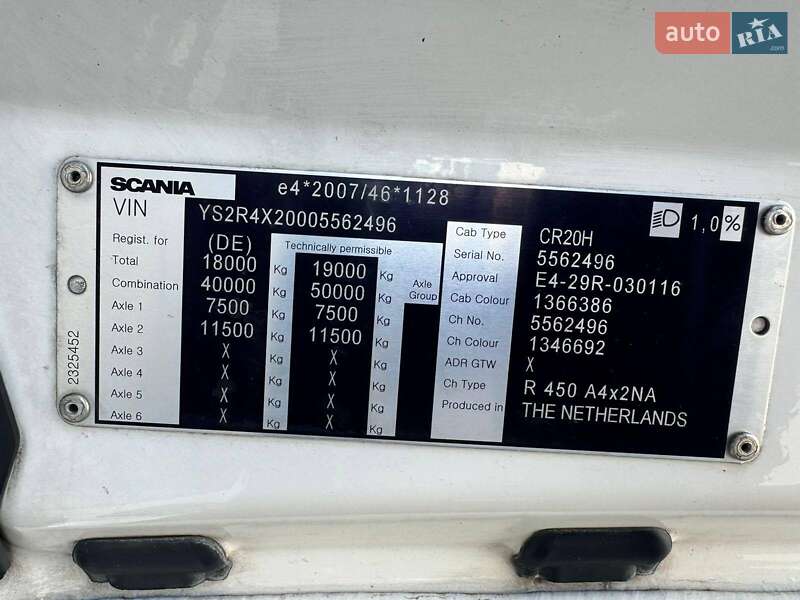 auto RIA .com
SCANIA e4*2007/46*1128
VIN YS2R4X20005562496
Regist. for (DE) Technically permissible
Total 18000 Kg 19000 Kg
Combination 40000 Kg 50000 Kg Axle Group
Axle 1 7500 Kg 7500 Kg
Axle 2 11500 Kg 11500 Kg
Axle 3 X Kg X Kg
Axle 4 X Kg X Kg
Axle 5 X Kg X Kg
Axle 6 X Kg X Kg
Cab Type CR20H 1,0%
Serial No. 5562496
Approval E4-29R-030116
Cab Colour 1366386
Ch No. 5562496
Ch Colour 1346692
ADR GTW X
Ch Type R 450 A4x2NA
Produced in THE NETHERLANDS
2325452